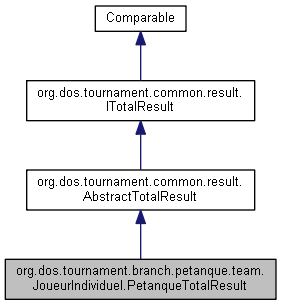 Comparable
org.dos.tournament.common.result.
ITotalResult
org.dos.tournament.common.result.
AbstractTotalResult
org.dos.tournament.branch.petanque.team.
JoueurIndividuel.PetanqueTotalResult